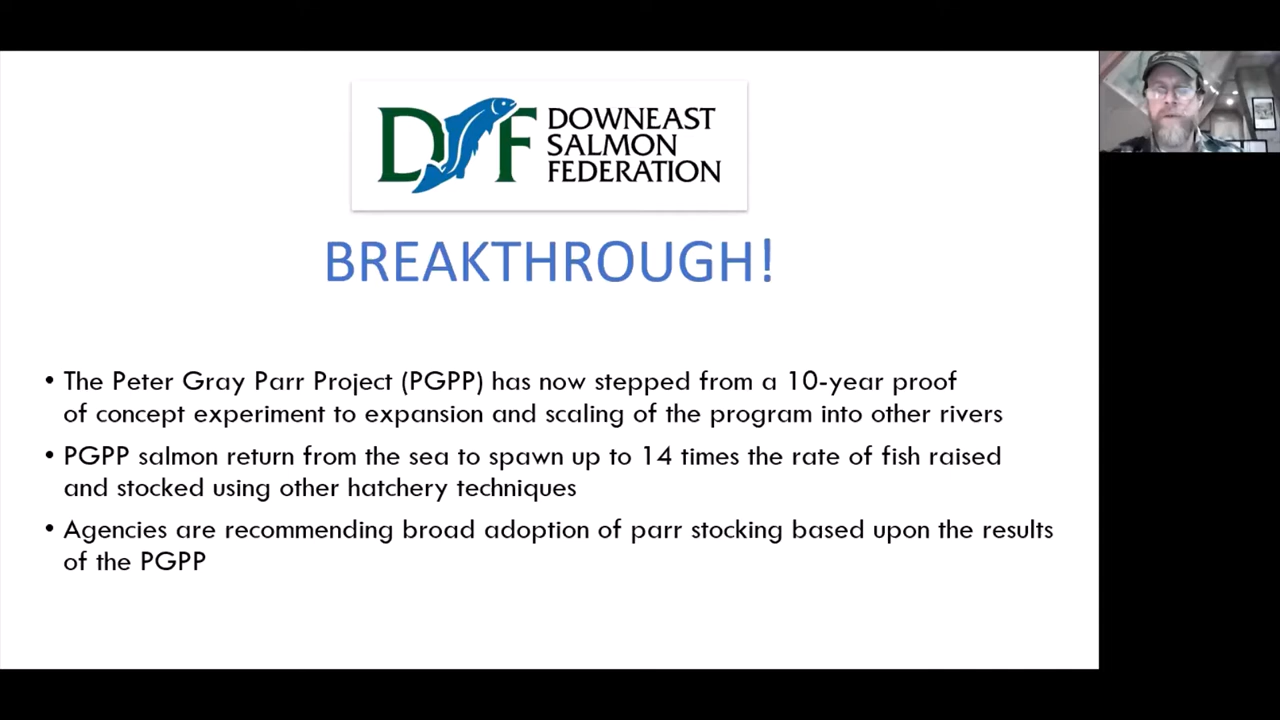 DSF DOWNEAST
SALMON
FEDERATION
BREAKTHROUGH!
• The Peter Gray Parr Project (PGPP) has now stepped from a 10-year proof
of concept experiment to expansion and scaling of the program into other rivers
• PGPP salmon return from the sea to spawn up to 14 times the rate of fish raised
and stocked using other hatchery techniques
• Agencies are recommending broad adoption of parr stocking based upon the results
of the PGPP